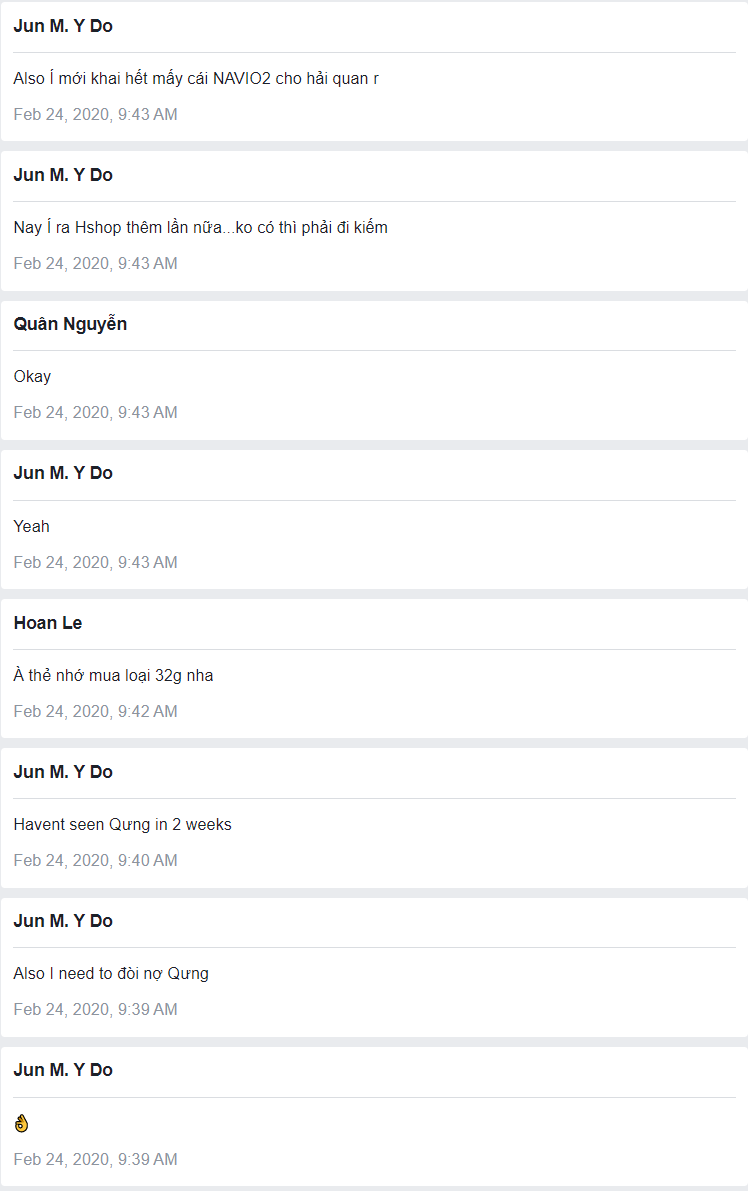 Jun M. Y Do
Also Í mới khai hết mấy cái NAVIO2 cho hải quan r
Feb 24, 2020, 9:43 AM
Jun M. Y Do
Nay Í ra Hshop thêm lần nữa...ko có thì phải đi kiếm
Feb 24, 2020, 9:43 AM
Quân Nguyễn
Okay
Feb 24, 2020, 9:43 AM
Jun M. Y Do
Yeah
Feb 24, 2020, 9:43 AM
Hoan Le
À thẻ nhớ mua loại 32g nha
Feb 24, 2020, 9:42 AM
Jun M. Y Do
Havent seen Qưng in 2 weeks
Feb 24, 2020, 9:40 AM
Jun M. Y Do
Also I need to đòi nợ Qưng
Feb 24, 2020, 9:39 AM
Jun M. Y Do
👌
Feb 24, 2020, 9:39 AM